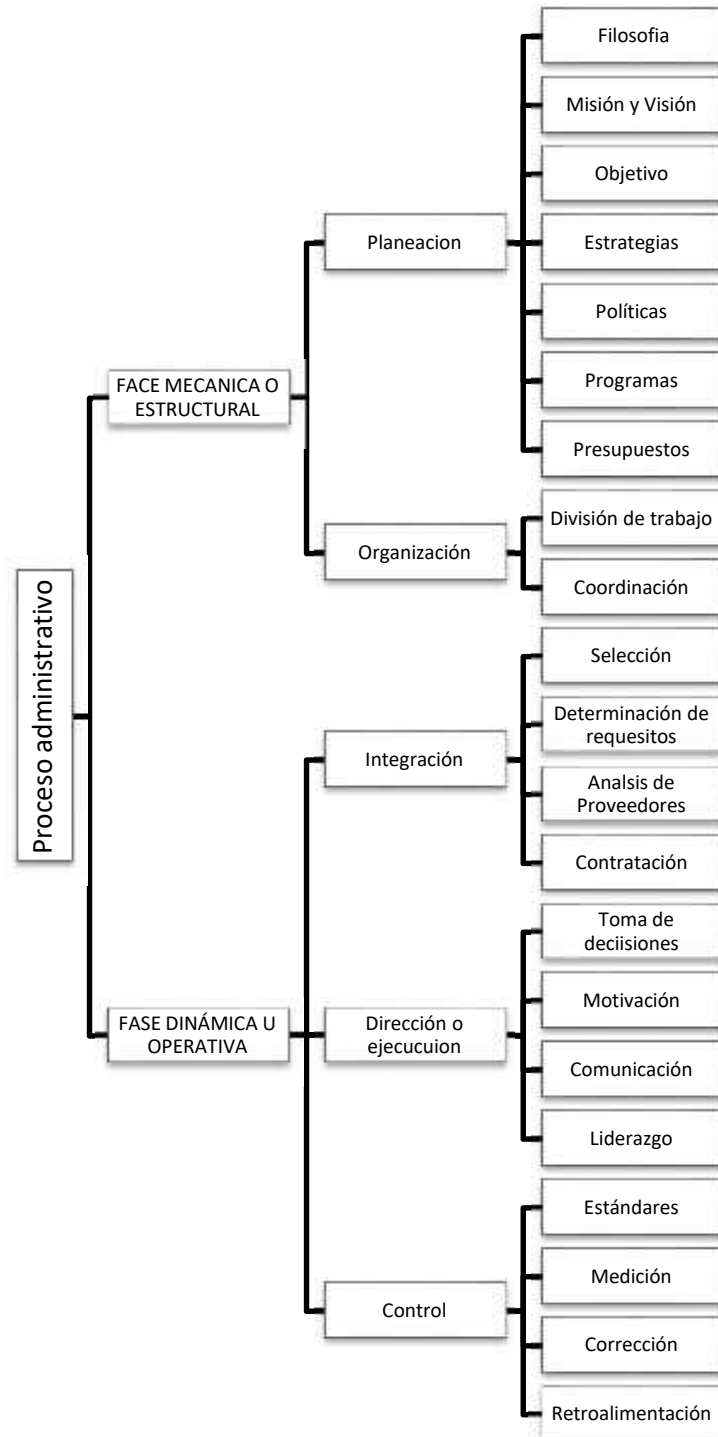 Proceso administrativo
FACE MECANICA O
ESTRUCTURAL
Planeacion
Filosofia
Misión y Visión
Objetivo
Estrategias
Políticas
Programas
Presupuestos
Organización
División de trabajo
Coordinación
FASE DINÁMICA U
OPERATIVA
Integración
Selección
Determinación de
requesitos
Analsis de
Proveedores
Contratación
Dirección o
ejecucuion
Toma de
deciisiones
Motivación
Comunicación
Liderazgo
Control
Estándares
Medición
Corrección
Retroalimentación